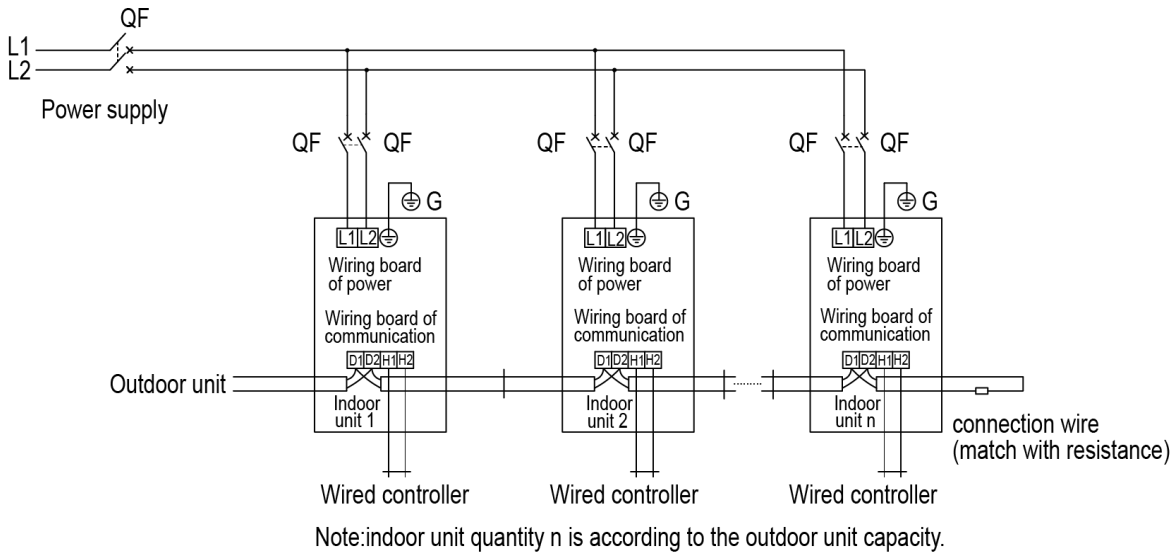 QF
L1
L2
Power supply
QF QF
QF QF
QF QF
G
G
G
L1 L2
L1 L2
L1 L2
Wiring board
of power
Wiring board
of power
Wiring board
of power
Wiring board of
communication
Wiring board of
communication
Wiring board of
communication
D1 D2 H1 H2
D1 D2 H1 H2
D1 D2 H1 H2
Outdoor unit
Indoor
unit 1
Indoor
unit 2
Indoor
unit n
connection wire
(match with resistance)
Wired controller
Wired controller
Wired controller
Note:indoor unit quantity n is according to the outdoor unit capacity.